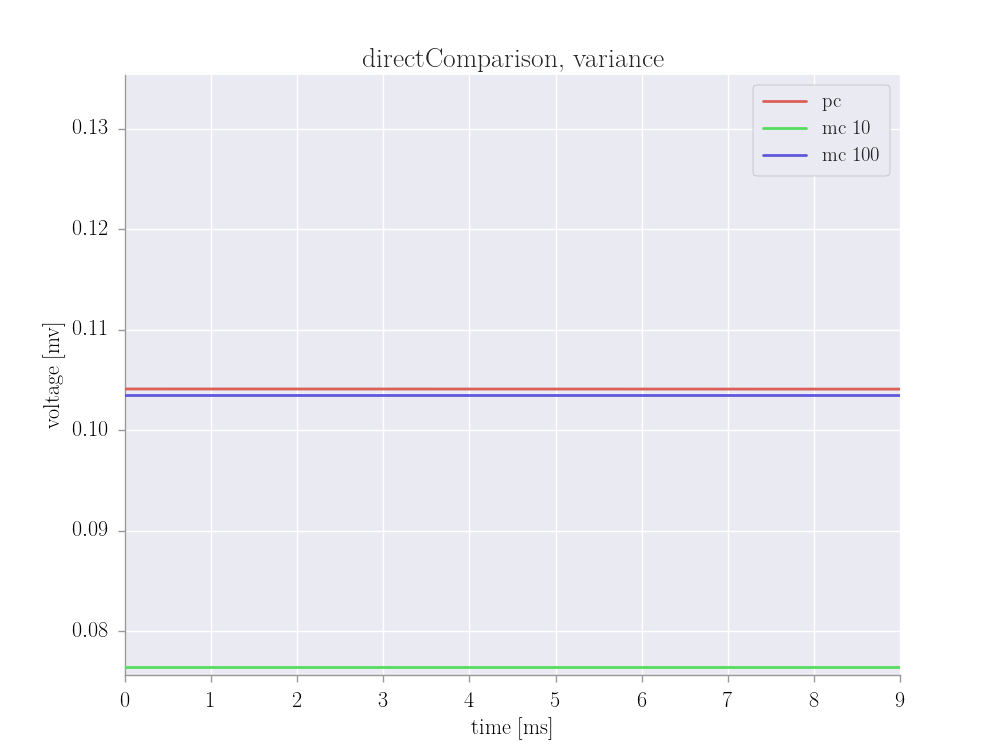 directComparison, variance
pc
mc 10
mc 100
0.13
0.12
0.11
0.10
0.09
0.08
voltage [mv]
0 1 2 3 4 5 6 7 8 9
time [ms]